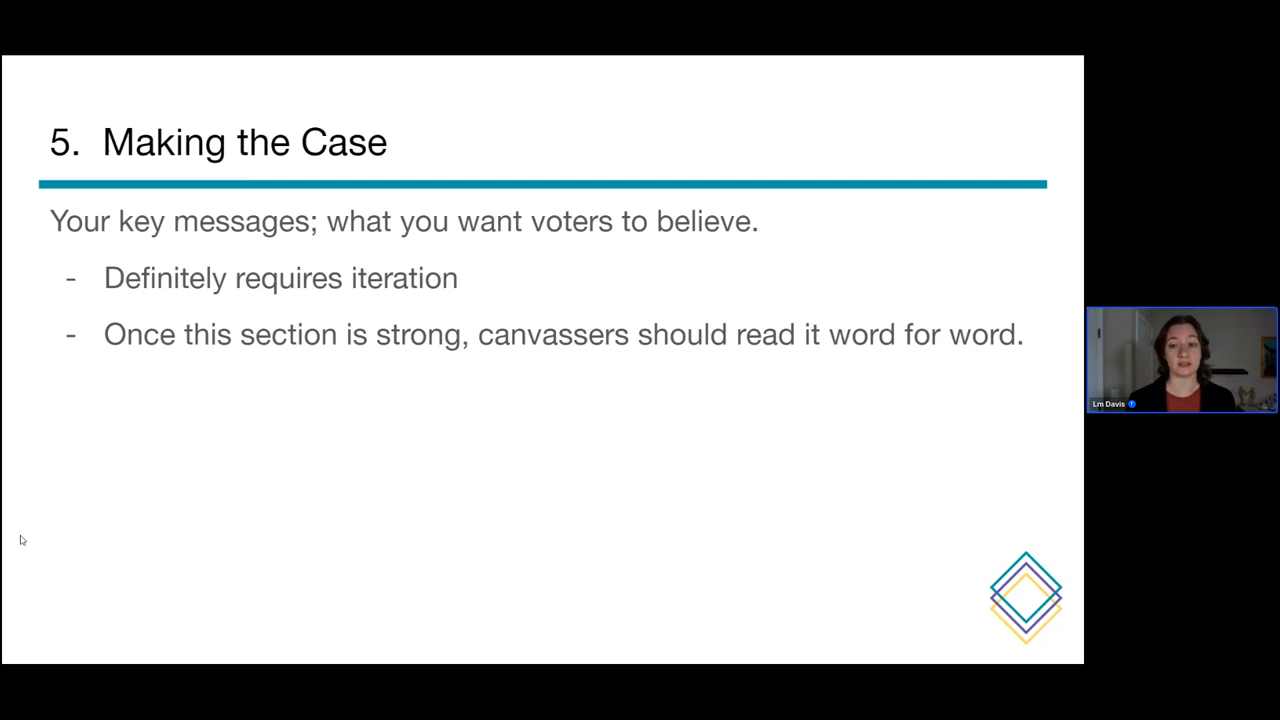 5. Making the Case
Your key messages; what you want voters to believe.
- Definitely requires iteration
- Once this section is strong, canvassers should read it word for word.
Lm Davis